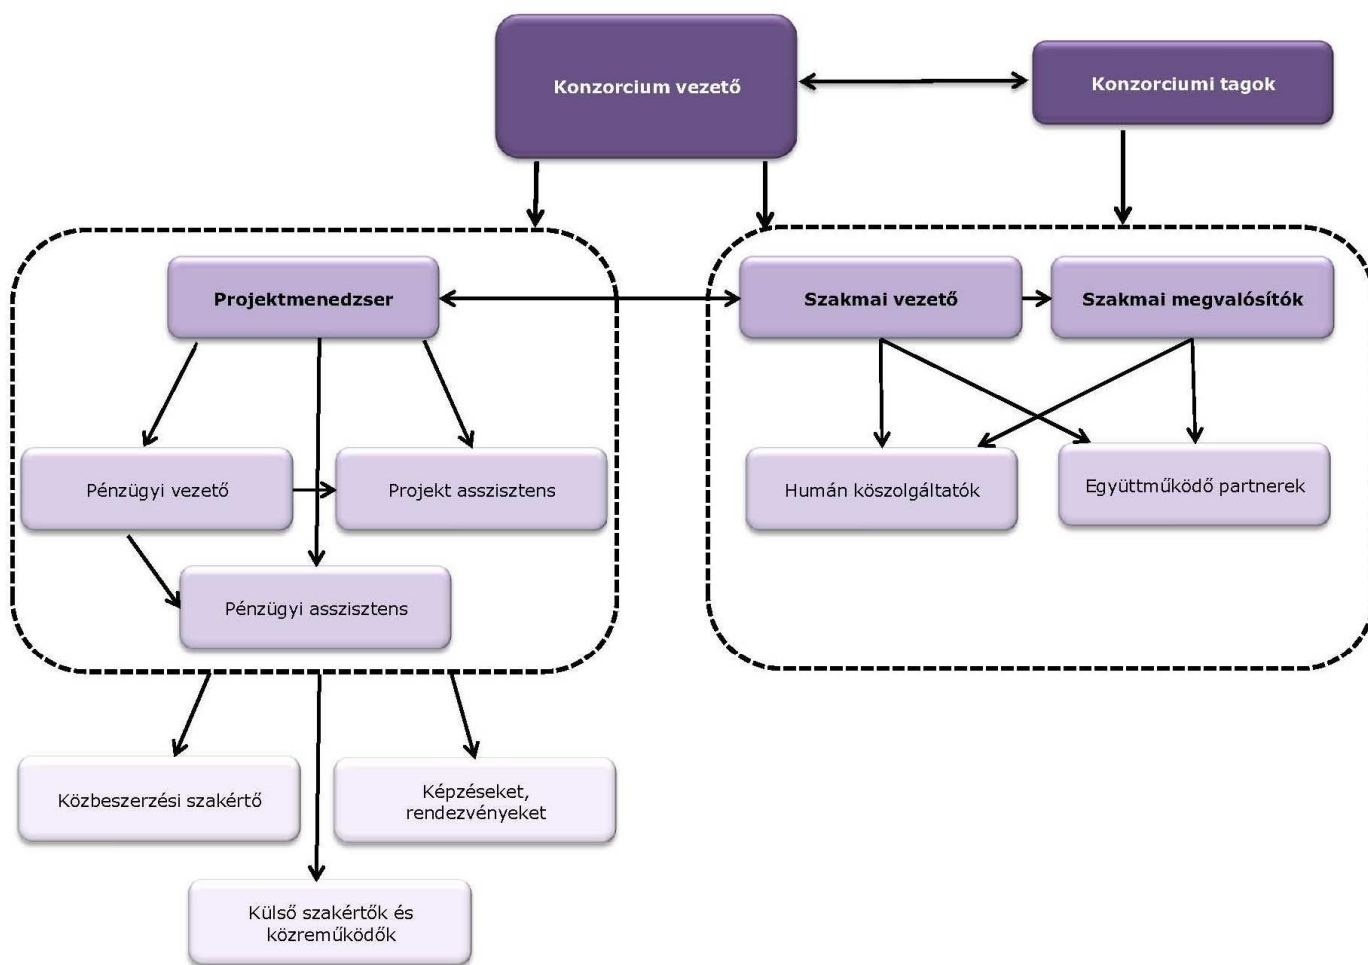 Konzorcium vezető
Konzorciumi tagok
Projektmenedzser
Szakmai vezető
Szakmai megvalósítók
Pénzügyi vezető
Projekt asszisztens
Humán köszolgáltatók
Együttműködő partnerek
Pénzügyi asszisztens
Közbeszerzési szakértő
Képzéseket,
rendezvényeket
Külső szakértők és
közreműködők